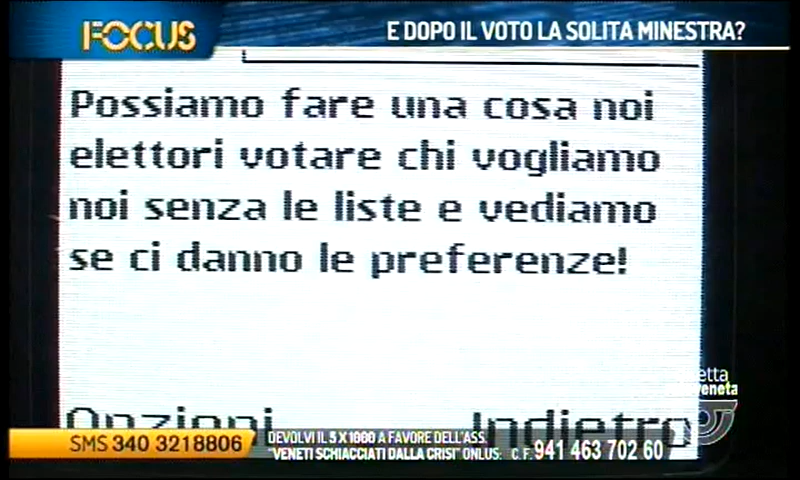 FOCUS
E DOPO IL VOTO LA SOLITA MINESTRA?
Possiamo fare una cosa noi
elettori votare chi vogliamo
noi senza le liste e vediamo
se ci danno le preferenze!
Opzioni Indietro
etta
veneta
SMS 340 3218806
DEVOLVI IL 5 X 1000 A FAVORE DELL'ASS.
"VENETI SCHIACCIATI DALLA CRISI" ONLUS: C.F. 941 463 702 60